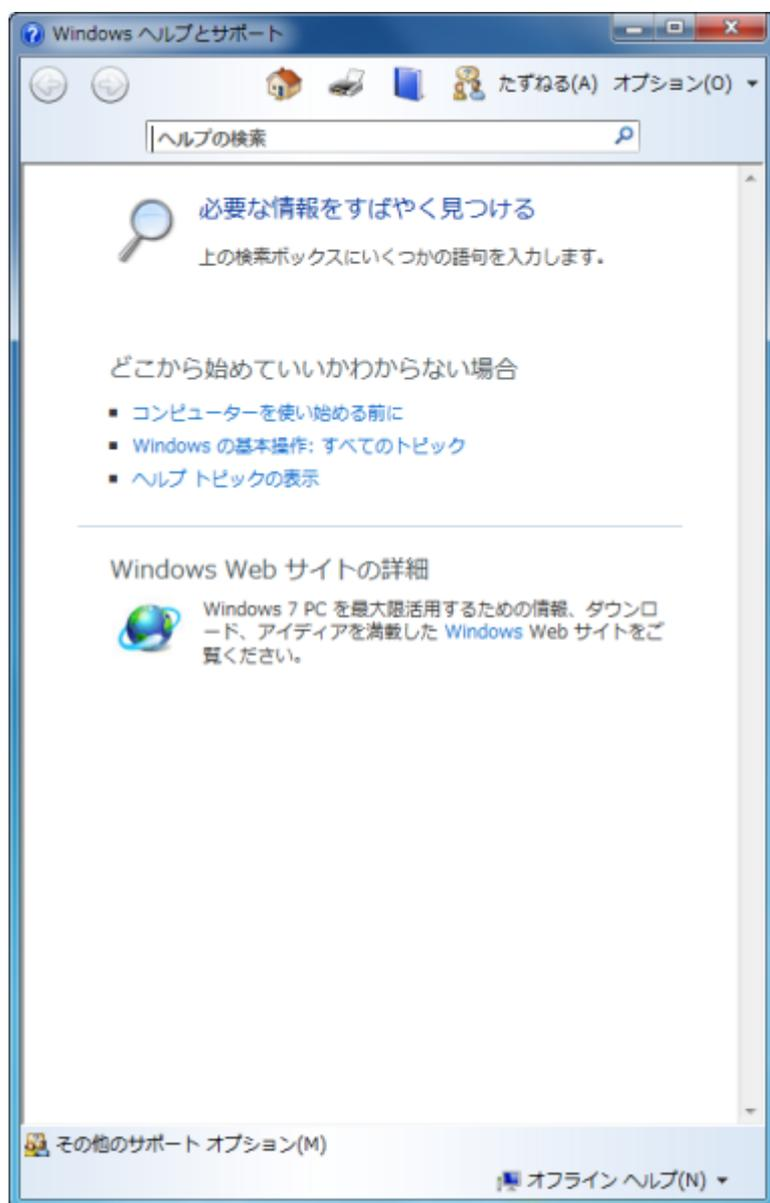 Windows ヘルプとサポート
たずねる(A) オプション(O)
ヘルプの検索
必要な情報をすばやく見つける
上の検索ボックスにいくつかの語句を入力します。
どこから始めていいかわからない場合
コンピューターを使い始める前に
Windows の基本操作: すべてのトピック
ヘルプ トピックの表示
Windows Web サイトの詳細
Windows 7 PC を最大限活用するための情報、ダウンロ
ード、アイディアを満載した Windows Web サイトをご
覧ください。
その他のサポート オプション(M)
オフライン ヘルプ(N)